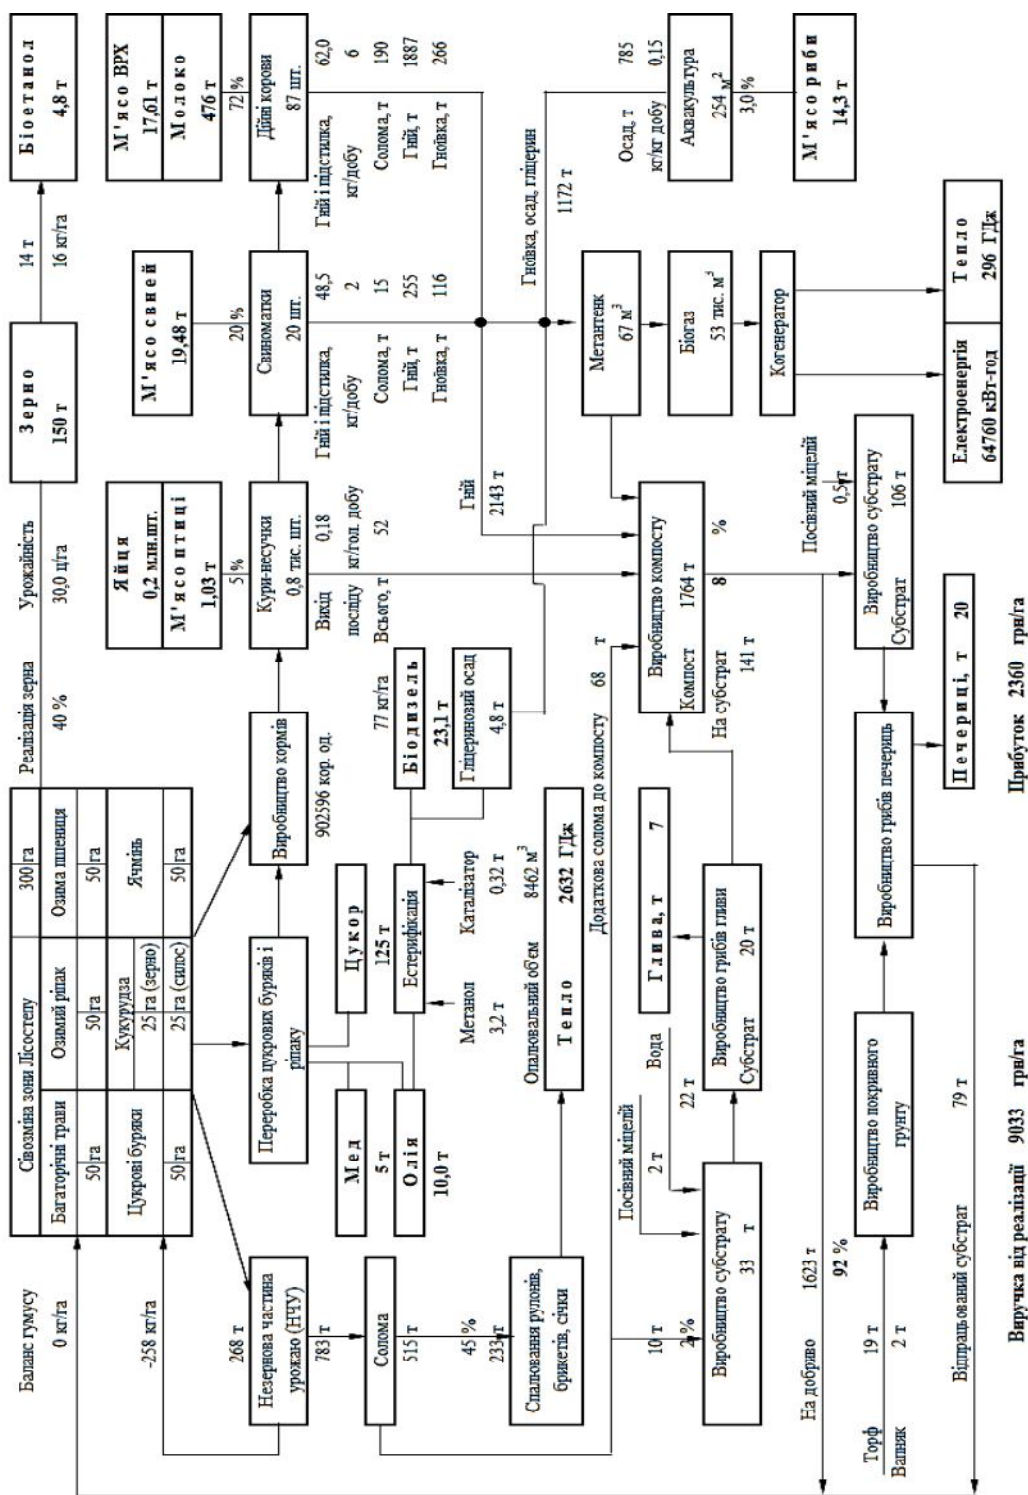 Баланс гумусу
0 кг/га
-258 кг/га
Сівозміна зони Лісостепу
300 га
Багаторічні трави
Озимий ріпак
Озима пшениця
50 га
50 га
50 га
Цукрові буряки
Кукурудза
25 га (зерно)
Ячмінь
50 га
25 га (силос)
50 га
Реалізація зерна
40 %
Урожайність
30,0 ц/га
Зерно
150 т
14 т
16 кг/га
Біоетанол
4,8 т
Яйця
0,2 млн.шт.
М'ясо птиці
1,03 т
5 %
М'ясо свиней
19,48 т
20 %
М'ясо ВРХ
17,61 т
Молоко
476 т
72 %
268 т
Незернова частина
урожаю (НЧУ)
783 т
Переробка цукрових буряків і
ріпаку
Виробництво кормів
902596 кор. од.
Кури-несучки
0,8 тис. шт.
Вихід
посліду
0,18
кг/гол. добу
Всього, т
52
Свиноматки
20 шт.
Гній і підстилка,
кг/добу
48,5
2
Солома, т
15
Гній, т
255
Гноївка, т
116
Дійні корови
87 шт.
Гній і підстилка,
кг/добу
62,0
6
Солома, т
190
Гній, т
1887
Гноївка, т
266
Солома
515 т
45 %
233 т
Мед
5 т
Олія
10,0 т
Цукор
125 т
Естерифікація
Метанол
3,2 т
Каталізатор
0,32 т
77 кг/га
Біодизель
23,1 т
Гліцериновий осад
4,8 т
Гній
2143 т
Гноївка, осад, гліцерин
1172 т
Осад, т
785
кг/кг добу
0,15
Спалювання рулонів,
брикетів, січки
Опалювальний об'єм
8462 м³
Тепло
2632 ГДж
Метантенк
67 м³
Біогаз
53 тис. м³
Когенератор
Аквакультура
254 м²
3,0 %
М'ясо риби
14,3 т
Додаткова солома до компосту
68 т
10 т
2 %
Посівний міцелій
2 т
Вода
22 т
Виробництво субстрату
33 т
Глива, т 7
Виробництво грибів гливи
Субстрат 20 т
Виробництво компосту
Компост 1764 т
На субстрат 8 %
141 т
На добриво 1623 т
92 %
Посівний міцелій
0,5 т
Виробництво субстрату
Субстрат 106 т
Електроенергія
64760 кВт-год
Тепло
296 ГДж
Торф
19 т
Вапняк
2 т
Виробництво покривного
грунту
Виробництво грибів печериць
Печериці, т 20
Відпрацьований субстрат
79 т
Виручка від реалізації 9033 грн/га
Прибуток 2360 грн/га